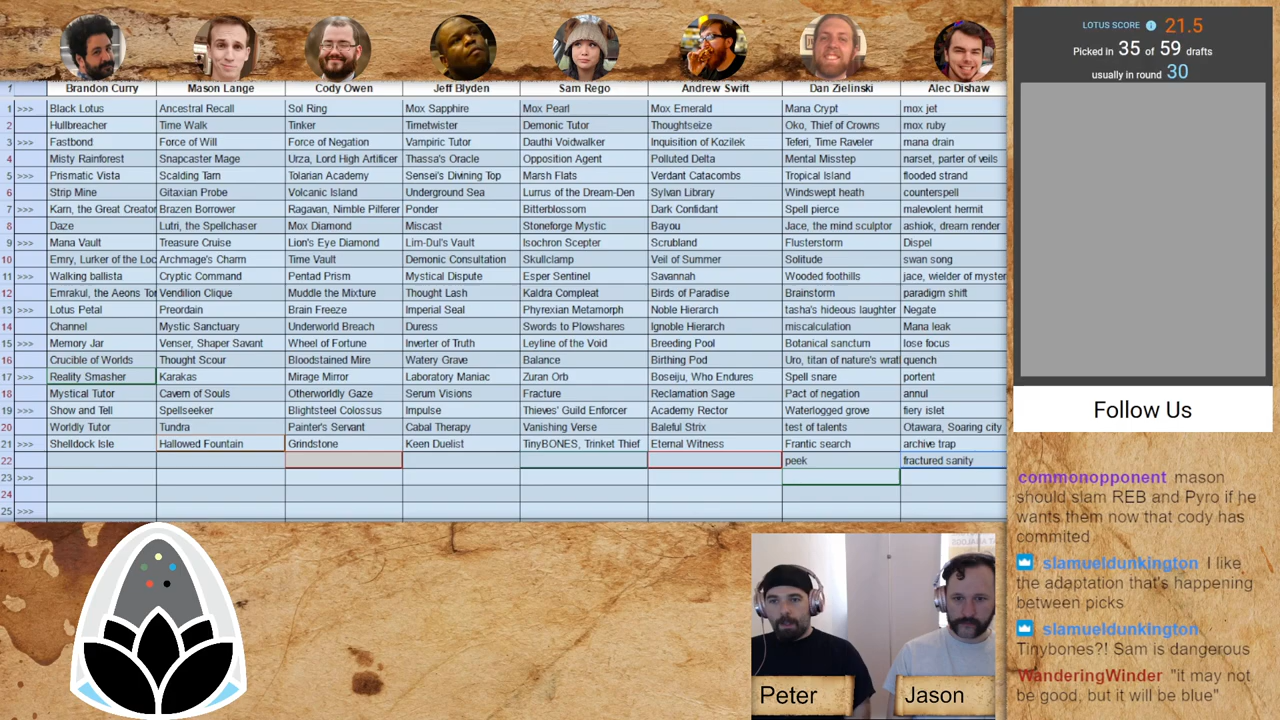 LOTUS SCORE 21.5
Picked in 35 of 59 drafts
usually in round 30
1 Brandon Curry Mason Lange Cody Owen Jeff Blyden Sam Rego Andrew Swift Dan Zielinski Alec Dishaw
1 >>> Black Lotus Ancestral Recall Sol Ring Mox Sapphire Mox Pearl Mox Emerald Mana Crypt mox jet
2 Hullbreacher Time Walk Tinker Timetwister Demonic Tutor Thoughtseize Oko, Thief of Crowns mox ruby
3 >>> Fastbond Force of Will Force of Negation Vampiric Tutor Dauthi Voidwalker Inquisition of Kozilek Teferi, Time Raveler mana drain
4 Misty Rainforest Snapcaster Mage Urza, Lord High Artificer Thassa's Oracle Opposition Agent Polluted Delta Mental Misstep narset, parter of veils
5 >>> Prismatic Vista Scalding Tarn Tolarian Academy Sensei's Divining Top Marsh Flats Verdant Catacombs Tropical Island flooded strand
6 Strip Mine Gitaxian Probe Volcanic Island Underground Sea Lurrus of the Dream-Den Sylvan Library Windswept heath counterspell
7 >>> Karn, the Great Creator Brazen Borrower Ragavan, Nimble Pilferer Ponder Bitterblossom Dark Confidant Spell pierce malevolent hermit
8 Daze Lutri, the Spellchaser Mox Diamond Miscast Stoneforge Mystic Bayou Jace, the mind sculptor ashiok, dream render
9 >>> Mana Vault Treasure Cruise Lion's Eye Diamond Lim-Dul's Vault Isochron Scepter Scrubland Flusterstorm Dispel
10 Emry, Lurker of the Loc Archmage's Charm Time Vault Demonic Consultation Skullclamp Veil of Summer Solitude swan song
11 >>> Walking ballista Cryptic Command Pentad Prism Mystical Dispute Esper Sentinel Savannah Wooded foothills jace, wielder of myster
12 Emrakul, the Aeons Tor Vendilion Clique Muddle the Mixture Thought Lash Kaldra Compleat Birds of Paradise Brainstorm paradigm shift
13 >>> Lotus Petal Preordain Brain Freeze Imperial Seal Phyrexian Metamorph Noble Hierarch tasha's hideous laughter Negate
14 Channel Mystic Sanctuary Underworld Breach Duress Swords to Plowshares Ignoble Hierarch miscalculation Mana leak
15 >>> Memory Jar Venser, Shaper Savant Wheel of Fortune Inverter of Truth Leyline of the Void Breeding Pool Botanical sanctum lose focus
16 Crucible of Worlds Thought Scour Bloodstained Mire Watery Grave Balance Birthing Pod Uro, titan of nature's wrath quench
17 >>> Reality Smasher Karakas Mirage Mirror Laboratory Maniac Zuran Orb Boseiju, Who Endures Spell snare portent
18 Mystical Tutor Cavern of Souls Otherworldly Gaze Serum Visions Fracture Reclamation Sage Pact of negation annul
19 >>> Show and Tell Spellseeker Blightsteel Colossus Impulse Thieves' Guild Enforcer Academy Rector Waterlogged grove fiery islet
20 Worldly Tutor Tundra Painter's Servant Cabal Therapy Vanishing Verse Baleful Strix test of talents Otawara, Soaring city
21 >>> Shelldock Isle Hallowed Fountain Grindstone Keen Duelist TinyBONES, Trinket Thief Eternal Witness Frantic search archive trap
22 peek fractured sanity
23 >>>
24
25 >>>
Follow Us
commonopponent mason
should slam REB and Pyro if he
wants them now that cody has
commited
slamueldunkington I like
the adaptation that's happening
between picks
slamueldunkington
Tinybones?! Sam is dangerous
WanderingWinder "it may not
be good, but it will be blue"
Peter
Jason